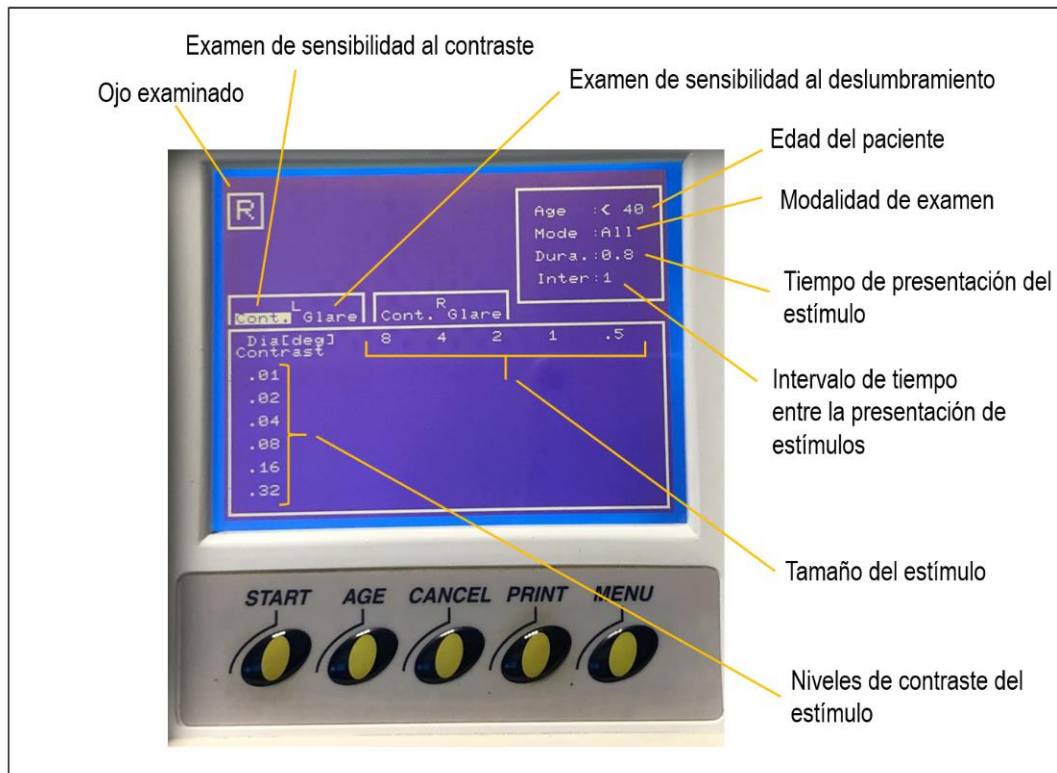 Examen de sensibilidad al contraste
Examen de sensibilidad al deslumbramiento
Ojo examinado
Edad del paciente
Modalidad de examen
Tiempo de presentación del
estímulo
Intervalo de tiempo
entre la presentación de
estímulos
Tamaño del estímulo
Niveles de contraste del
estímulo
R
Age :< 40
Mode :All
Dura.:0.8
Inter:1
L
Cont. Glare
R
Cont. Glare
Dia[deg] 8 4 2 1 .5
Contrast
.01
.02
.04
.08
.16
.32
START AGE CANCEL PRINT MENU